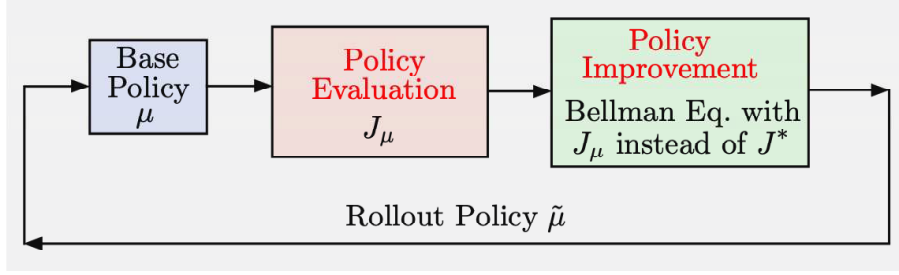 Base
Policy
μ
Policy
Evaluation
J_μ
Policy
Improvement
Bellman Eq. with
J_μ instead of J*
Rollout Policy μ̃